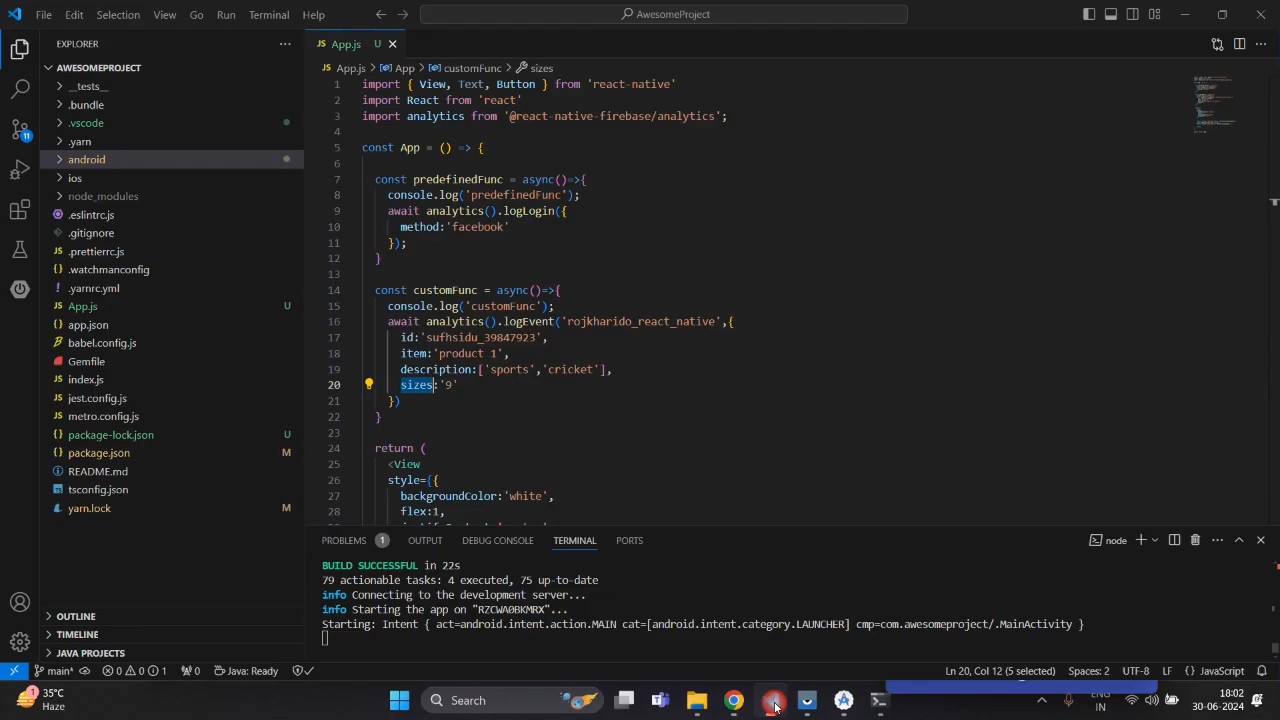 File Edit Selection View Go Run Terminal Help
AwesomeProject
EXPLORER
AWESOMEPROJECT
__tests__
.bundle
.vscode
.yarn
android
ios
node_modules
.eslintrc.js
.gitignore
.prettierrc.js
.watchmanconfig
.yarnrc.yml
App.js U
app.json
babel.config.js
Gemfile
index.js
jest.config.js
metro.config.js
package-lock.json U
package.json M
README.md
tsconfig.json
yarn.lock M
OUTLINE
TIMELINE
JAVA PROJECTS
11
JS App.js U
JS App.js > App > customFunc > sizes
1 import { View, Text, Button } from 'react-native'
2 import React from 'react'
3 import analytics from '@react-native-firebase/analytics';
4
5 const App = () => {
6
7 const predefinedFunc = async()=>{
8 console.log('predefinedFunc');
9 await analytics().logLogin({
10 method:'facebook'
11 });
12 }
13
14 const customFunc = async()=>{
15 console.log('customFunc');
16 await analytics().logEvent('rojkharido_react_native',{
17 id:'sufhsidu_39847923',
18 item:'product 1',
19 description:['sports','cricket'],
20 sizes:'9'
21 })
22 }
23
24 return (
25 <View
26 style={{
27 backgroundColor:'white',
28 flex:1,
PROBLEMS 1 OUTPUT DEBUG CONSOLE TERMINAL PORTS
node
BUILD SUCCESSFUL in 22s
79 actionable tasks: 4 executed, 75 up-to-date
info Connecting to the development server...
info Starting the app on "RZCWA0BKMRX"...
Starting: Intent { act=android.intent.action.MAIN cat=[android.intent.category.LAUNCHER] cmp=com.awesomeproject/.MainActivity }
main* 0 0 1 0 Java: Ready
Ln 20, Col 12 (5 selected) Spaces: 2 UTF-8 LF {} JavaScript
1
35°C
Haze
Search
ENG
IN
18:02
30-06-2024